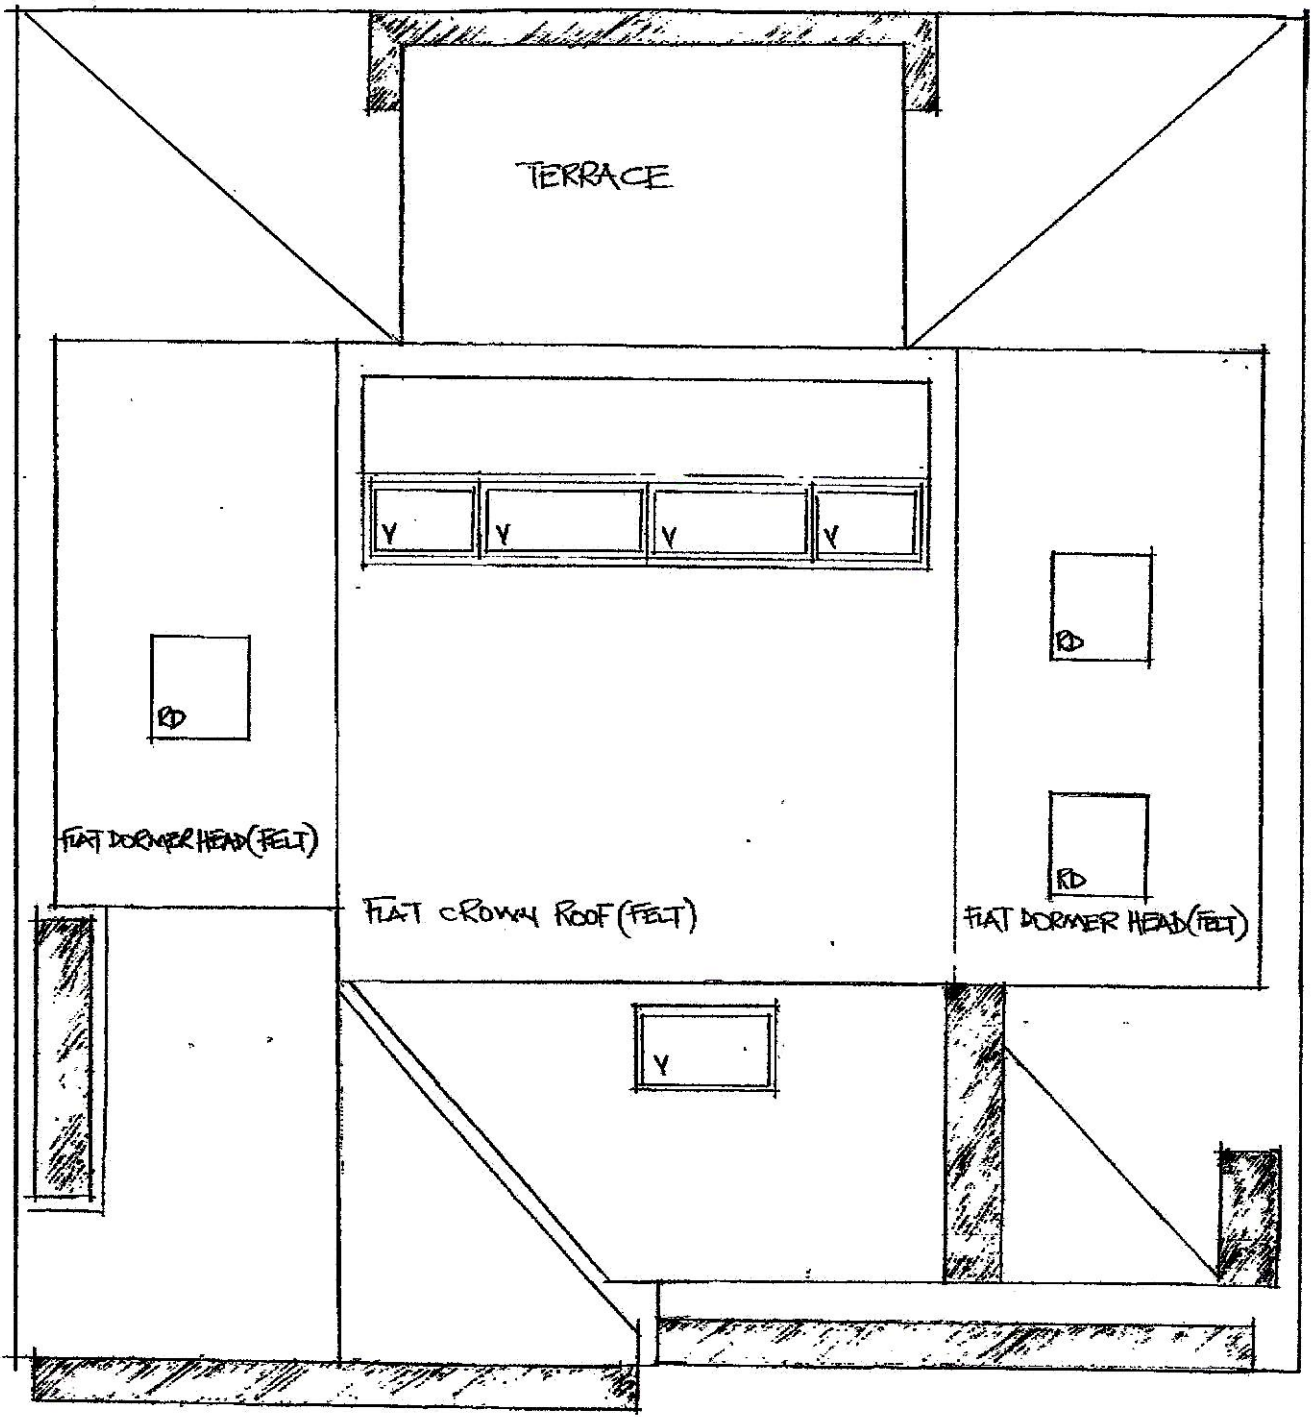 TERRACE
V
V
V
V
RD
RD
FLAT DORMER HEAD (FELT)
RD
FLAT CROWN ROOF (FELT)
FLAT DORMER HEAD (FELT)
V